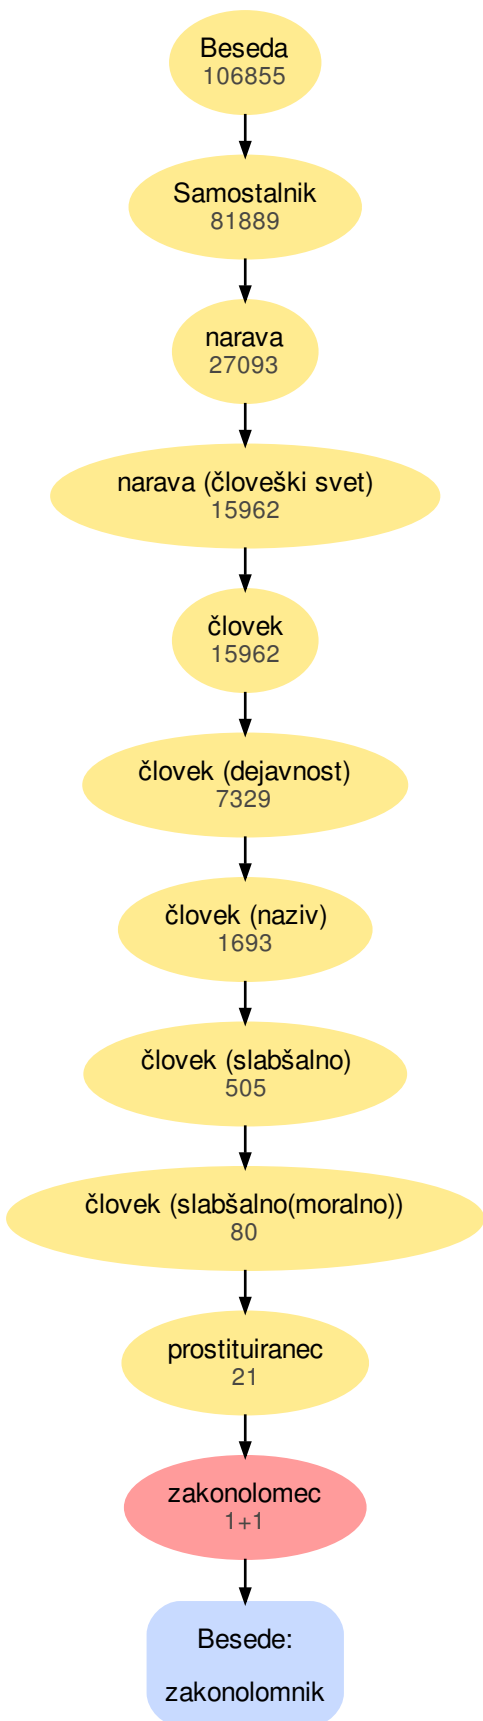 Beseda
106855
Samostalnik
81889
narava
27093
narava (človeški svet)
15962
človek
15962
človek (dejavnost)
7329
človek (naziv)
1693
človek (slabšalno)
505
človek (slabšalno(moralno))
80
prostituiranec
21
zakonolomec
1+1
Besede:
zakonolomnik